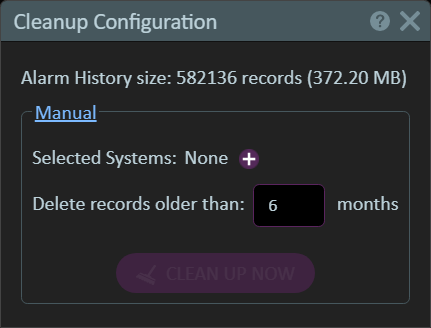 Cleanup Configuration
Alarm History size: 582136 records (372.20 MB)
Manual
Selected Systems: None
Delete records older than: 6 months
CLEAN UP NOW